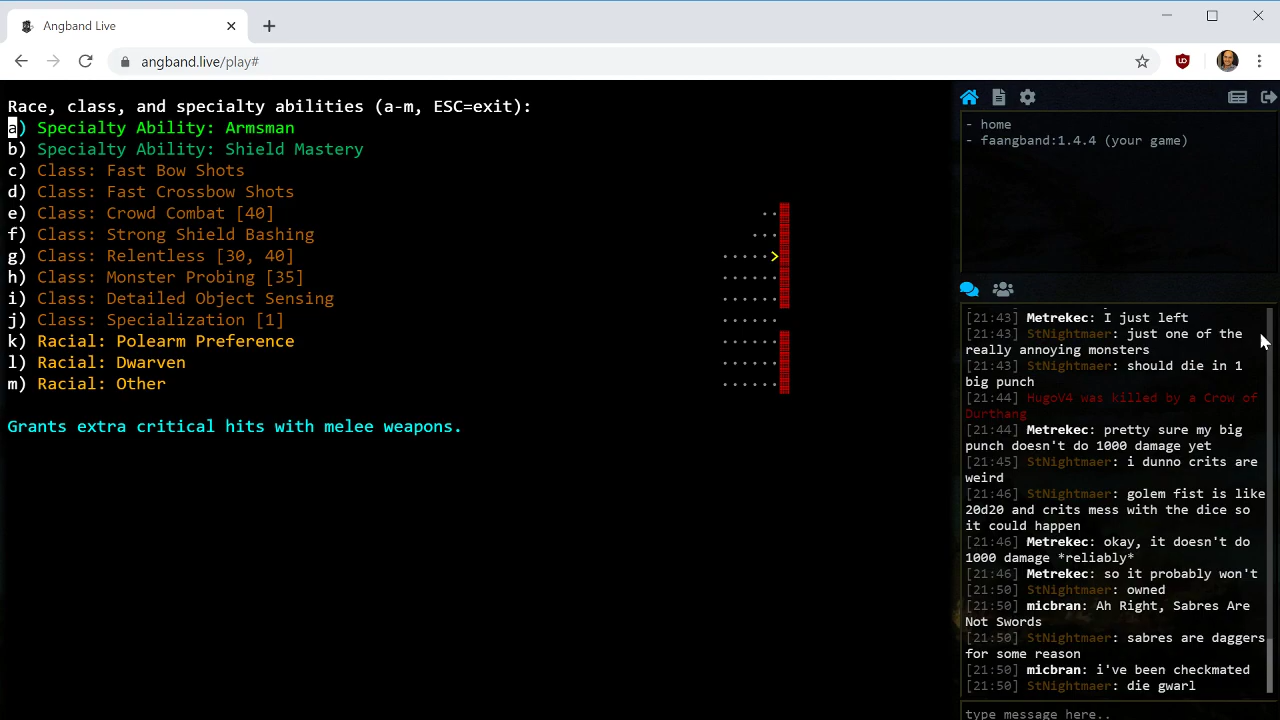 Angband Live
angband.live/play#
Race, class, and specialty abilities (a-m, ESC=exit):
a) Specialty Ability: Armsman
b) Specialty Ability: Shield Mastery
c) Class: Fast Bow Shots
d) Class: Fast Crossbow Shots
e) Class: Crowd Combat [40]
f) Class: Strong Shield Bashing
g) Class: Relentless [30, 40]
h) Class: Monster Probing [35]
i) Class: Detailed Object Sensing
j) Class: Specialization [1]
k) Racial: Polearm Preference
l) Racial: Dwarven
m) Racial: Other
Grants extra critical hits with melee weapons.
..
...
.....>
......
......
......
......
......
- home
- faangband:1.4.4 (your game)
[21:43] Metrekec: I just left
[21:43] StNightmaer: just one of the
really annoying monsters
[21:43] StNightmaer: should die in 1
big punch
[21:44] HugoV4 was killed by a Crow of
Durthang
[21:44] Metrekec: pretty sure my big
punch doesn't do 1000 damage yet
[21:45] StNightmaer: i dunno crits are
weird
[21:46] StNightmaer: golem fist is like
20d20 and crits mess with the dice so
it could happen
[21:46] Metrekec: okay, it doesn't do
1000 damage *reliably*
[21:46] Metrekec: so it probably won't
[21:50] StNightmaer: owned
[21:50] micbran: Ah Right, Sabres Are
Not Swords
[21:50] StNightmaer: sabres are daggers
for some reason
[21:50] micbran: i've been checkmated
[21:50] StNightmaer: die gwarl
type message here..